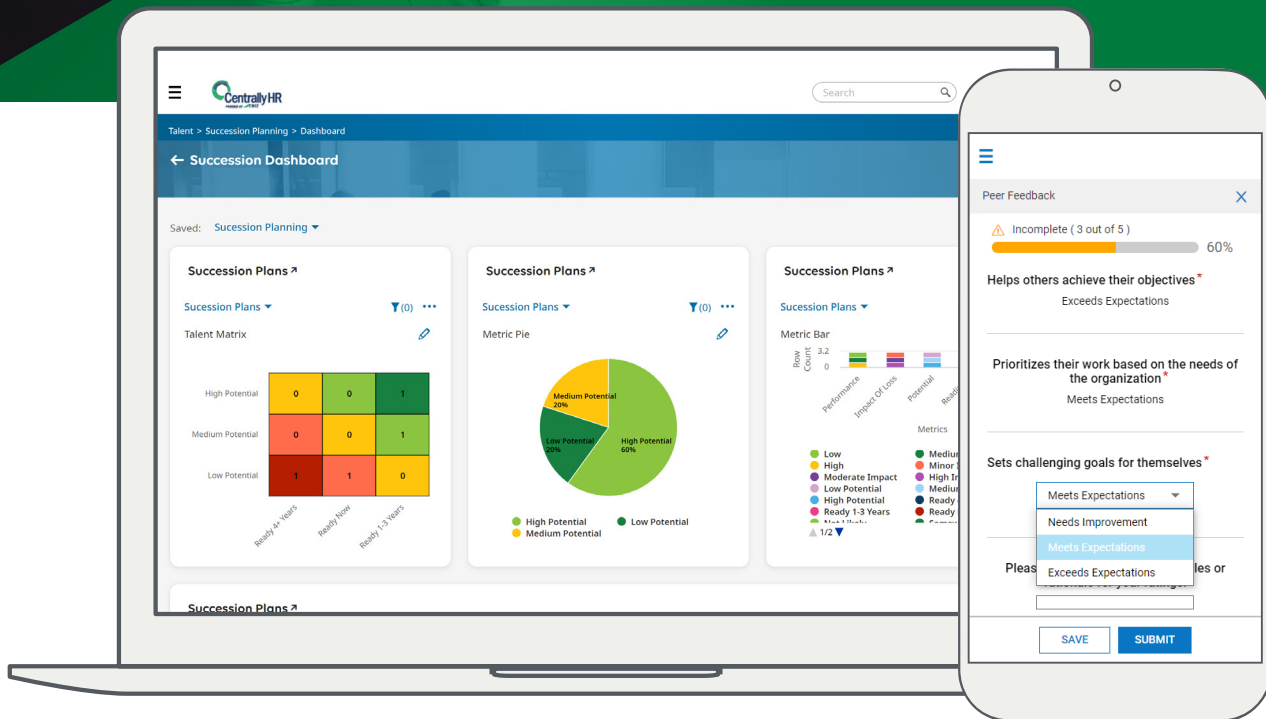 CentrallyHR
Search
Talent > Succession Planning > Dashboard
← Succession Dashboard
Saved: Sucession Planning
Succession Plans
Sucession Plans
(0)
Talent Matrix
High Potential
0
0
1
Medium Potential
0
0
1
Low Potential
1
1
0
Ready 4+ Years
Ready Now
Ready 1-3 Years
Succession Plans
Sucession Plans
(0)
Metric Pie
Medium Potential
20%
Low Potential
20%
High Potential
60%
High Potential
Low Potential
Medium Potential
Succession Plans
Sucession Plans
Metric Bar
Row
Count
3.2
0
Performance
Impact Of Loss
Potential
Metrics
Low
High
Moderate Impact
Low Potential
High Potential
Ready 1-3 Years
Minor
High
Ready
Ready
1/2
Succession Plans
Peer Feedback
X
Incomplete ( 3 out of 5 )
60%
Helps others achieve their objectives*
Exceeds Expectations
Prioritizes their work based on the needs of
the organization*
Meets Expectations
Sets challenging goals for themselves*
Meets Expectations
Needs Improvement
Meets Expectations
Exceeds Expectations
or
SAVE
SUBMIT